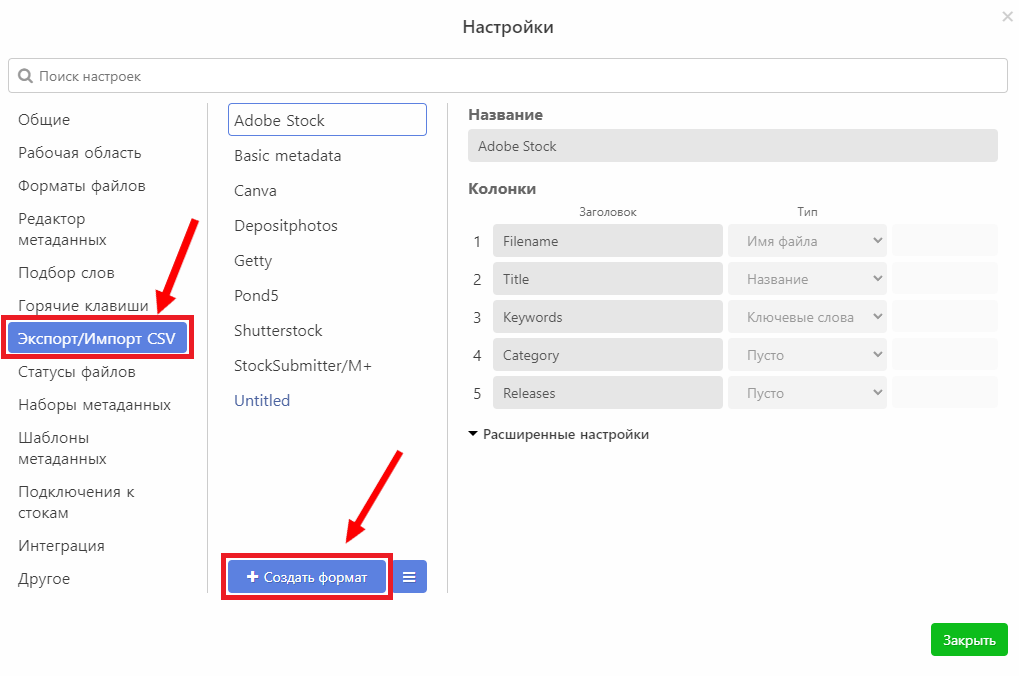 Настройки
Поиск настроек
Общие
Рабочая область
Форматы файлов
Редактор
метаданных
Подбор слов
Горячие клавиши
Экспорт/Импорт CSV
Статусы файлов
Наборы метаданных
Шаблоны
метаданных
Подключения к
стокам
Интеграция
Другое
Adobe Stock
Basic metadata
Canva
Depositphotos
Getty
Pond5
Shutterstock
StockSubmitter/M+
Untitled
Создать формат
Название
Adobe Stock
Колонки
Заголовок Тип
1 Filename Имя файла
2 Title Название
3 Keywords Ключевые слова
4 Category Пусто
5 Releases Пусто
Расширенные настройки
Закрыть